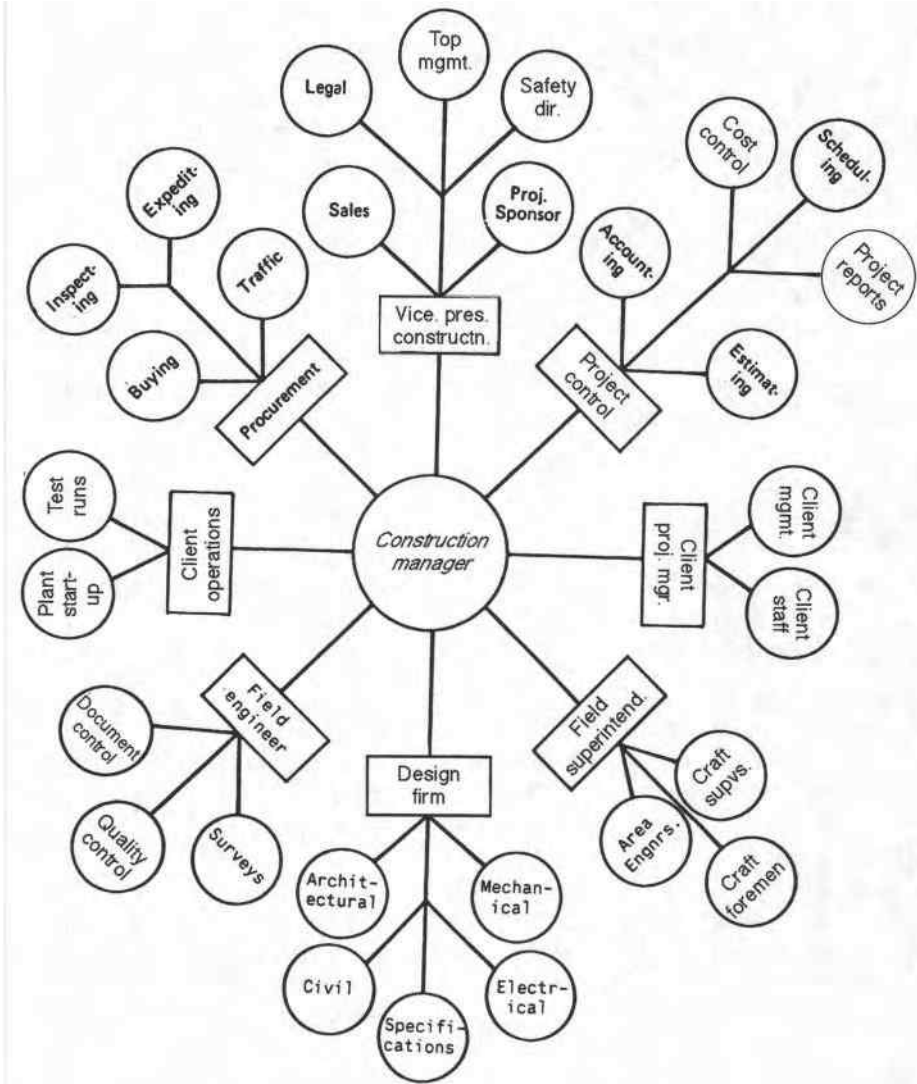 Top
mgmt.
Legal
Safety
dir.
Sales
Proj.
Sponsor
Vice. pres.
constructn.
Cost
control
Schedul-
ing
Account-
ing
Project
reports
Estimat-
ing
Project
control
Expedit-
ing
Inspect-
ing
Traffic
Buying
Procurement
Construction
manager
Test
runs
Plant
start-
up
Client
operations
Client
proj. mgr.
Client
mgmt.
Client
staff
Field
engineer
Document
control
Quality
control
Surveys
Design
firm
Archit-
ectural
Mechan-
ical
Civil
Electr-
ical
Specifi-
cations
Field
superintend.
Craft
supvs.
Area
Engnrs.
Craft
foremen